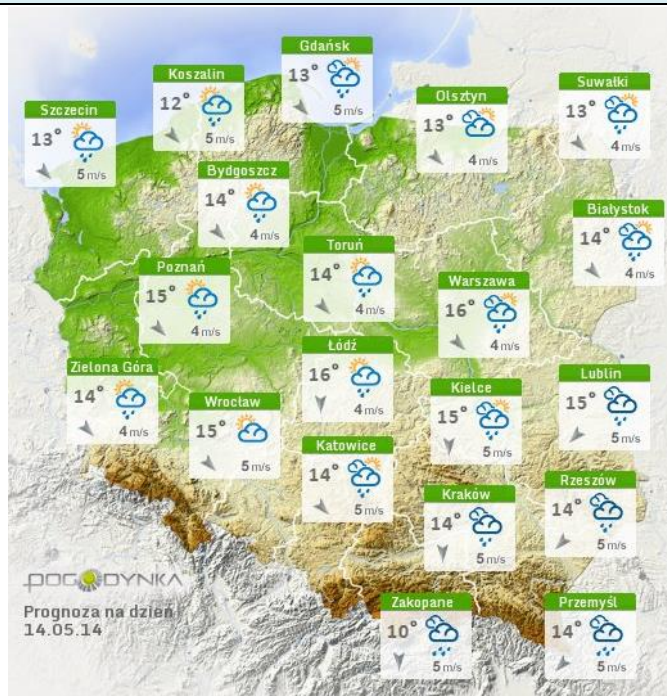 Gdańsk
13°
5 m/s
Koszalin
12°
5 m/s
Szczecin
13°
5 m/s
Olsztyn
13°
4 m/s
Suwałki
13°
4 m/s
Bydgoszcz
14°
4 m/s
Białystok
14°
4 m/s
Toruń
14°
4 m/s
Poznań
15°
4 m/s
Warszawa
16°
4 m/s
Łódź
16°
4 m/s
Zielona Góra
14°
4 m/s
Wrocław
15°
5 m/s
Kielce
15°
5 m/s
Lublin
15°
5 m/s
Katowice
14°
5 m/s
Kraków
14°
5 m/s
Rzeszów
14°
5 m/s
POGODYNKA
Prognoza na dzień
14.05.14
Zakopane
10°
5 m/s
Przemyśl
14°
5 m/s